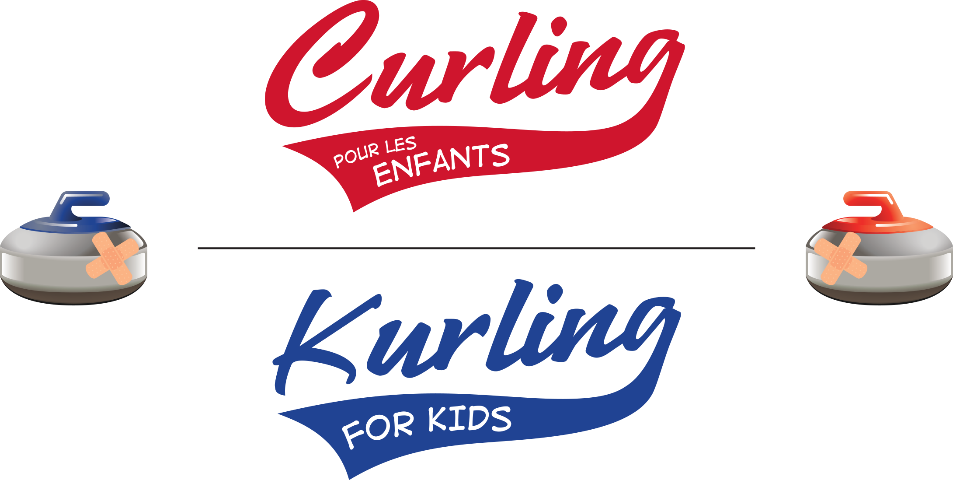 Curling
POUR LES
ENFANTS
Kurling
FOR KIDS